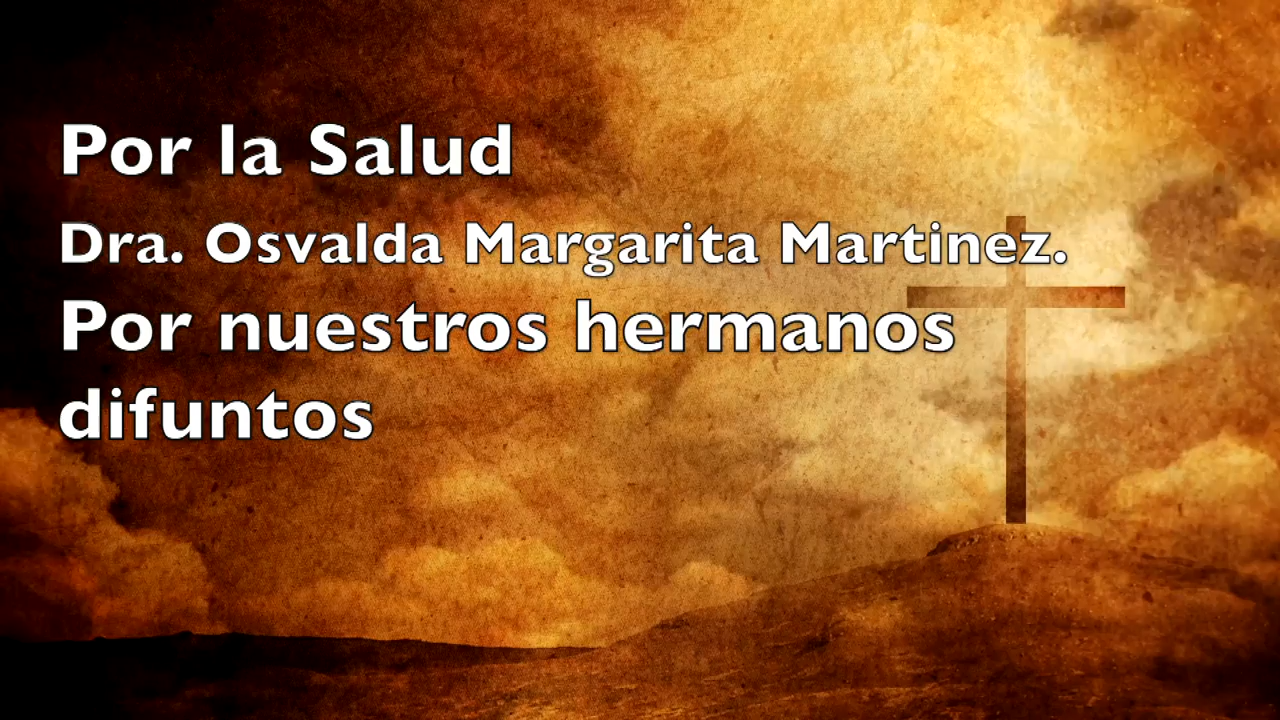 Por la Salud
Dra. Osvalda Margarita Martinez.
Por nuestros hermanos
difuntos